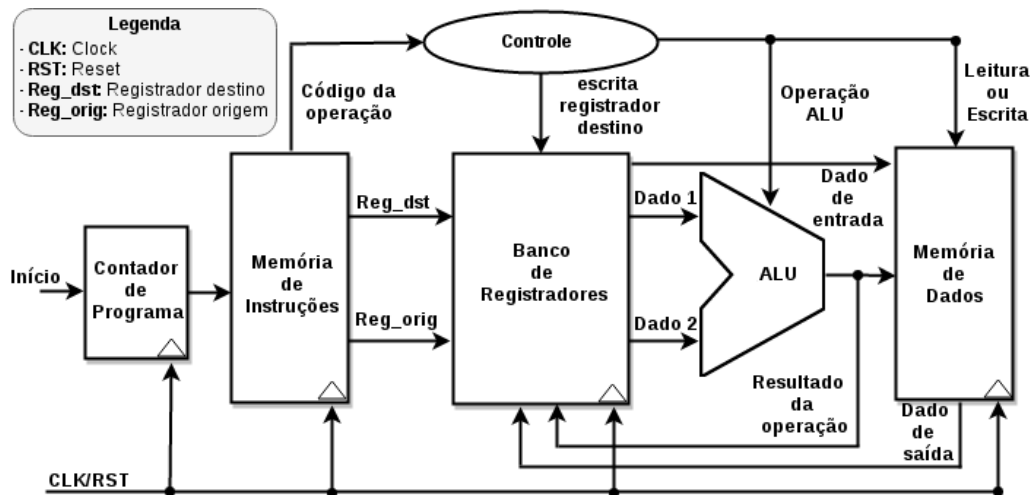 Legenda
- CLK: Clock
- RST: Reset
- Reg_dst: Registrador destino
- Reg_orig: Registrador origem
Controle
Código da
operação
escrita
registrador
destino
Operação
ALU
Leitura
ou
Escrita
Início
Contador
de
Programa
Memória
de
Instruções
Reg_dst
Reg_orig
Banco
de
Registradores
Dado 1
Dado 2
ALU
Dado
de
entrada
Memória
de
Dados
Resultado
da
operação
Dado
de
saída
CLK/RST